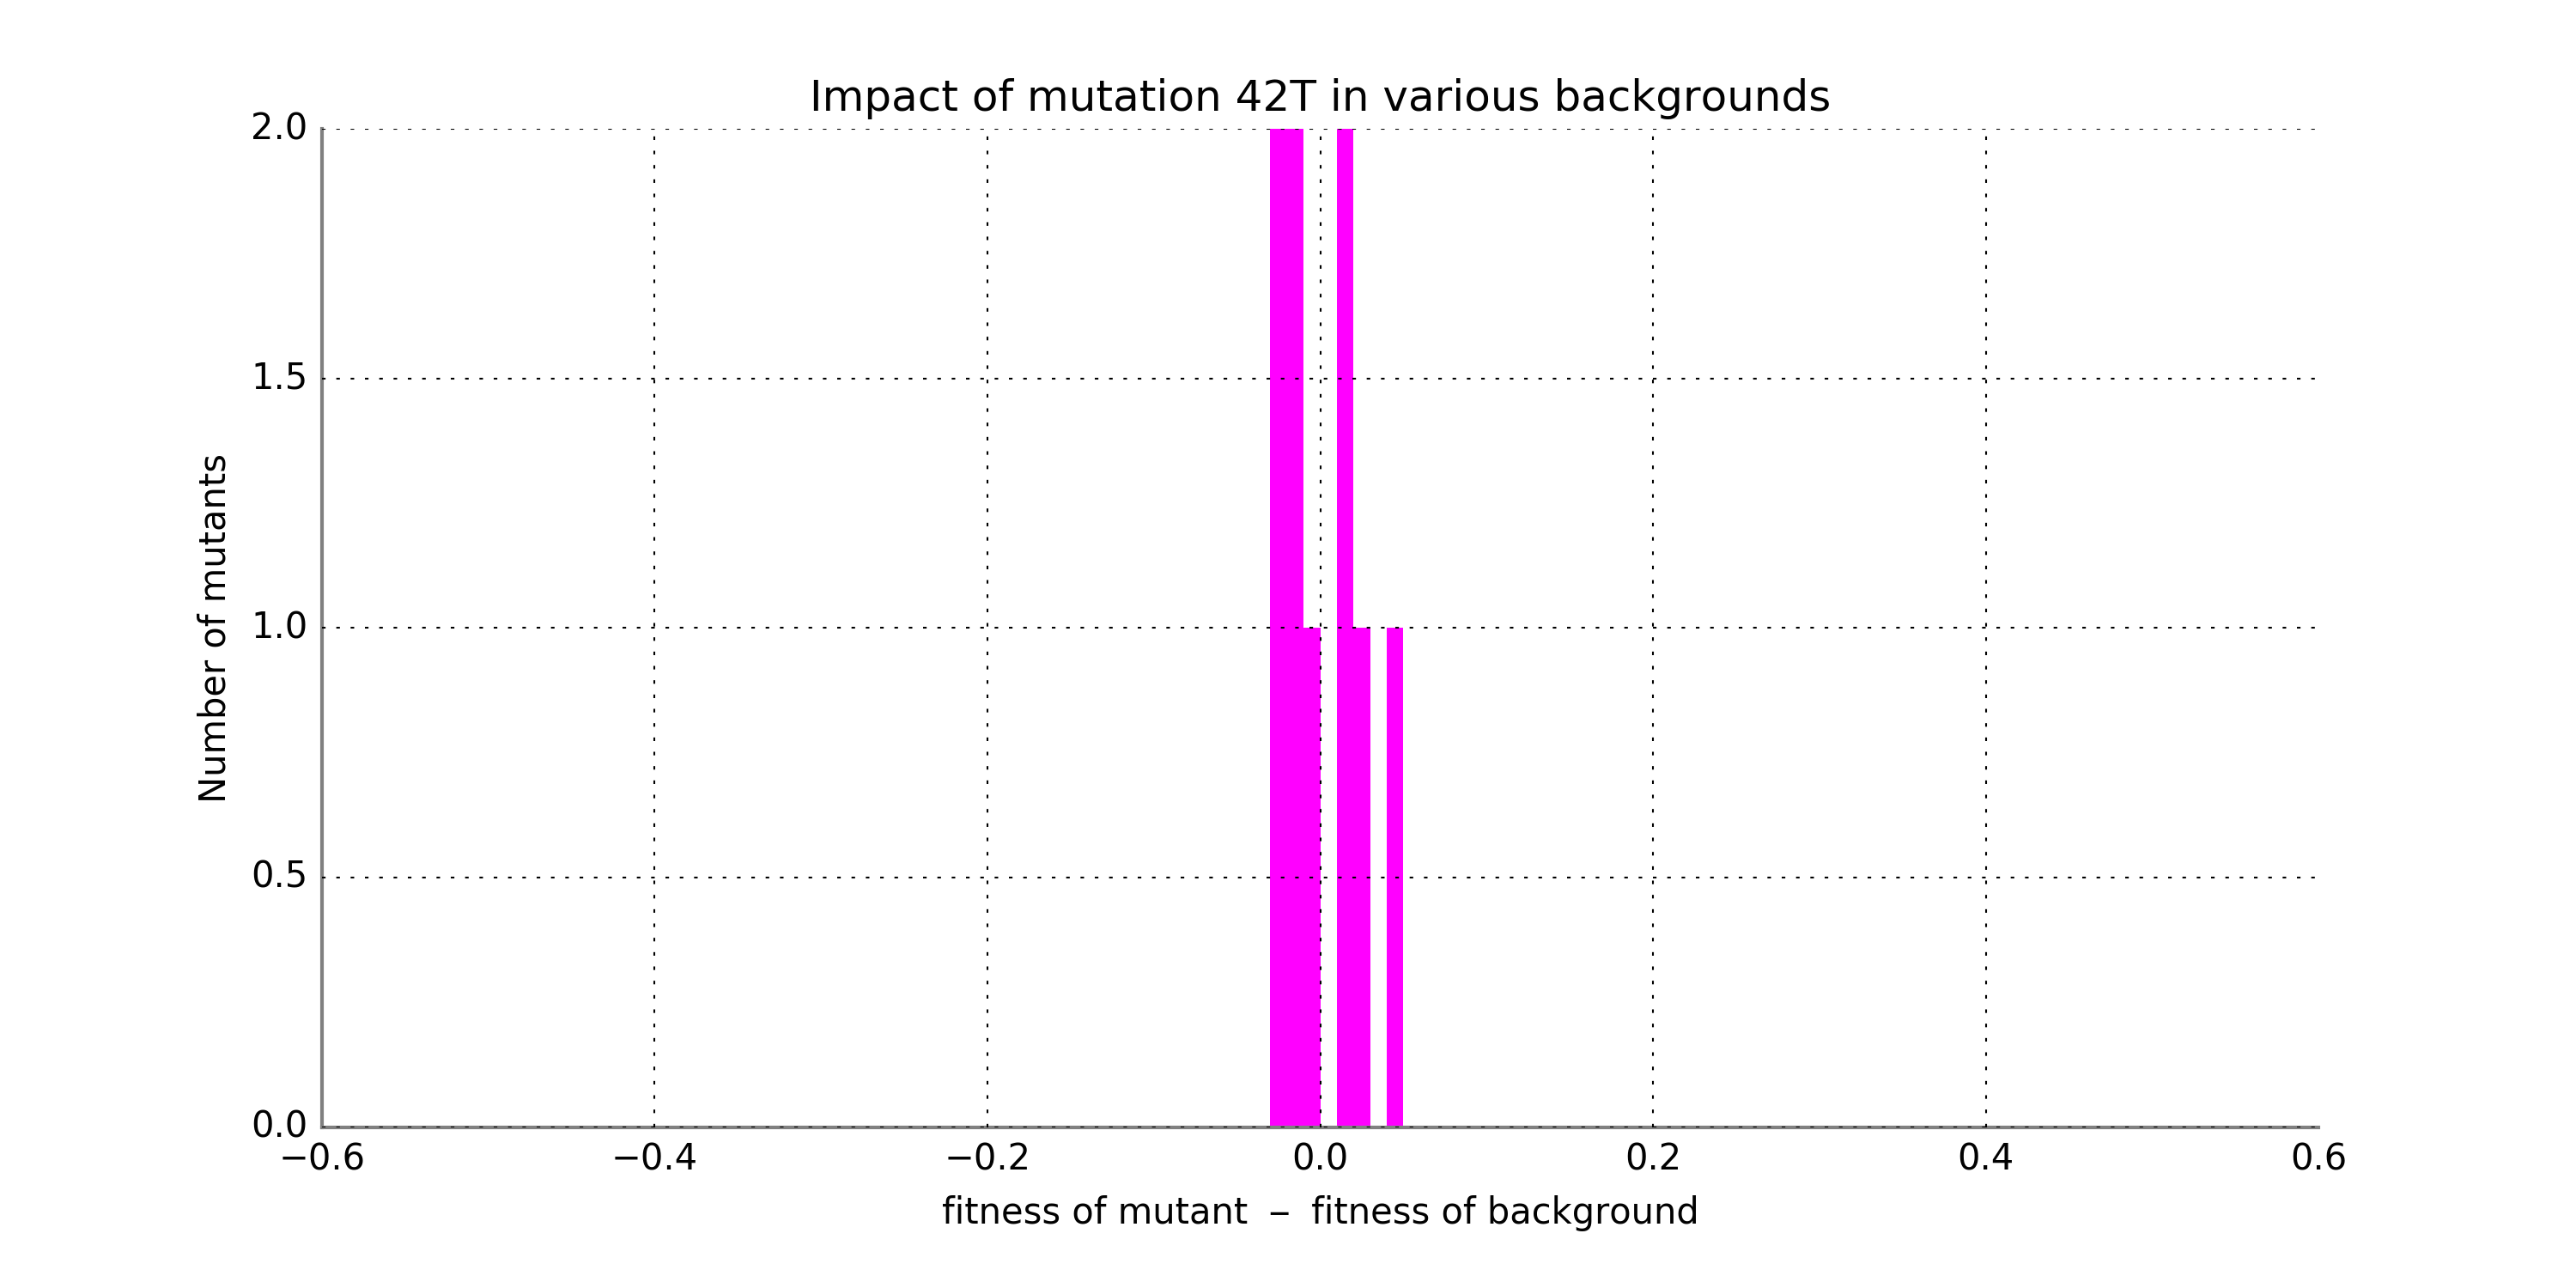 Impact of mutation 42T in various backgrounds
2.0
1.5
1.0
0.5
0.0
Number of mutants
−0.6 −0.4 −0.2 0.0 0.2 0.4 0.6
fitness of mutant − fitness of background